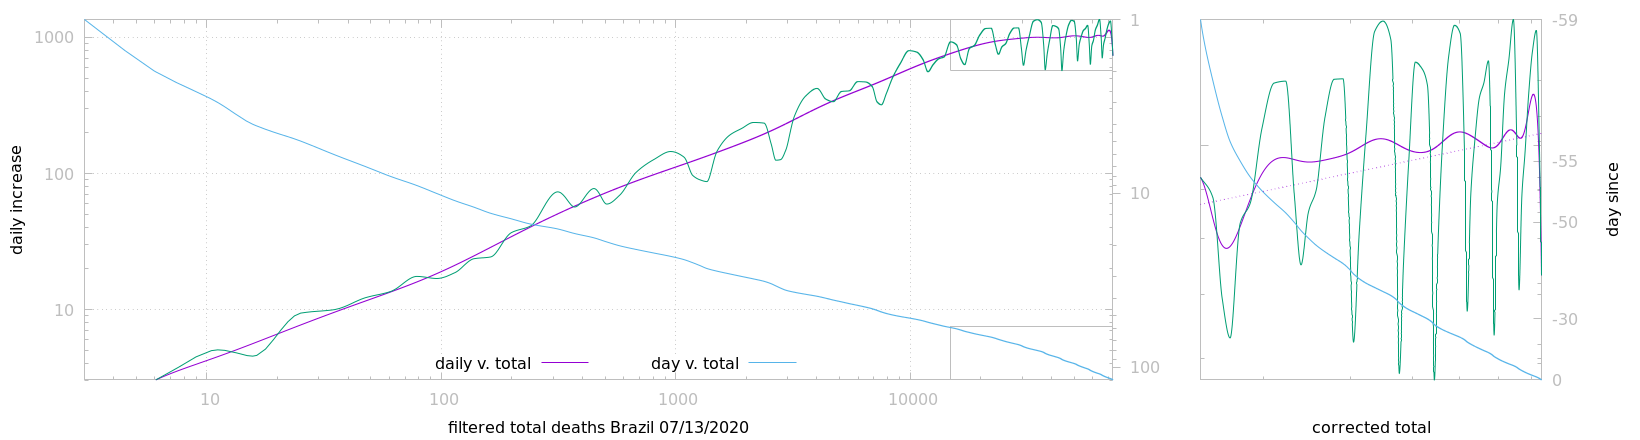 daily increase
1000
100
10
10
100
1000
10000
1
10
100
daily v. total
day v. total
filtered total deaths Brazil 07/13/2020
-59
-55
-50
-30
0
day since
corrected total